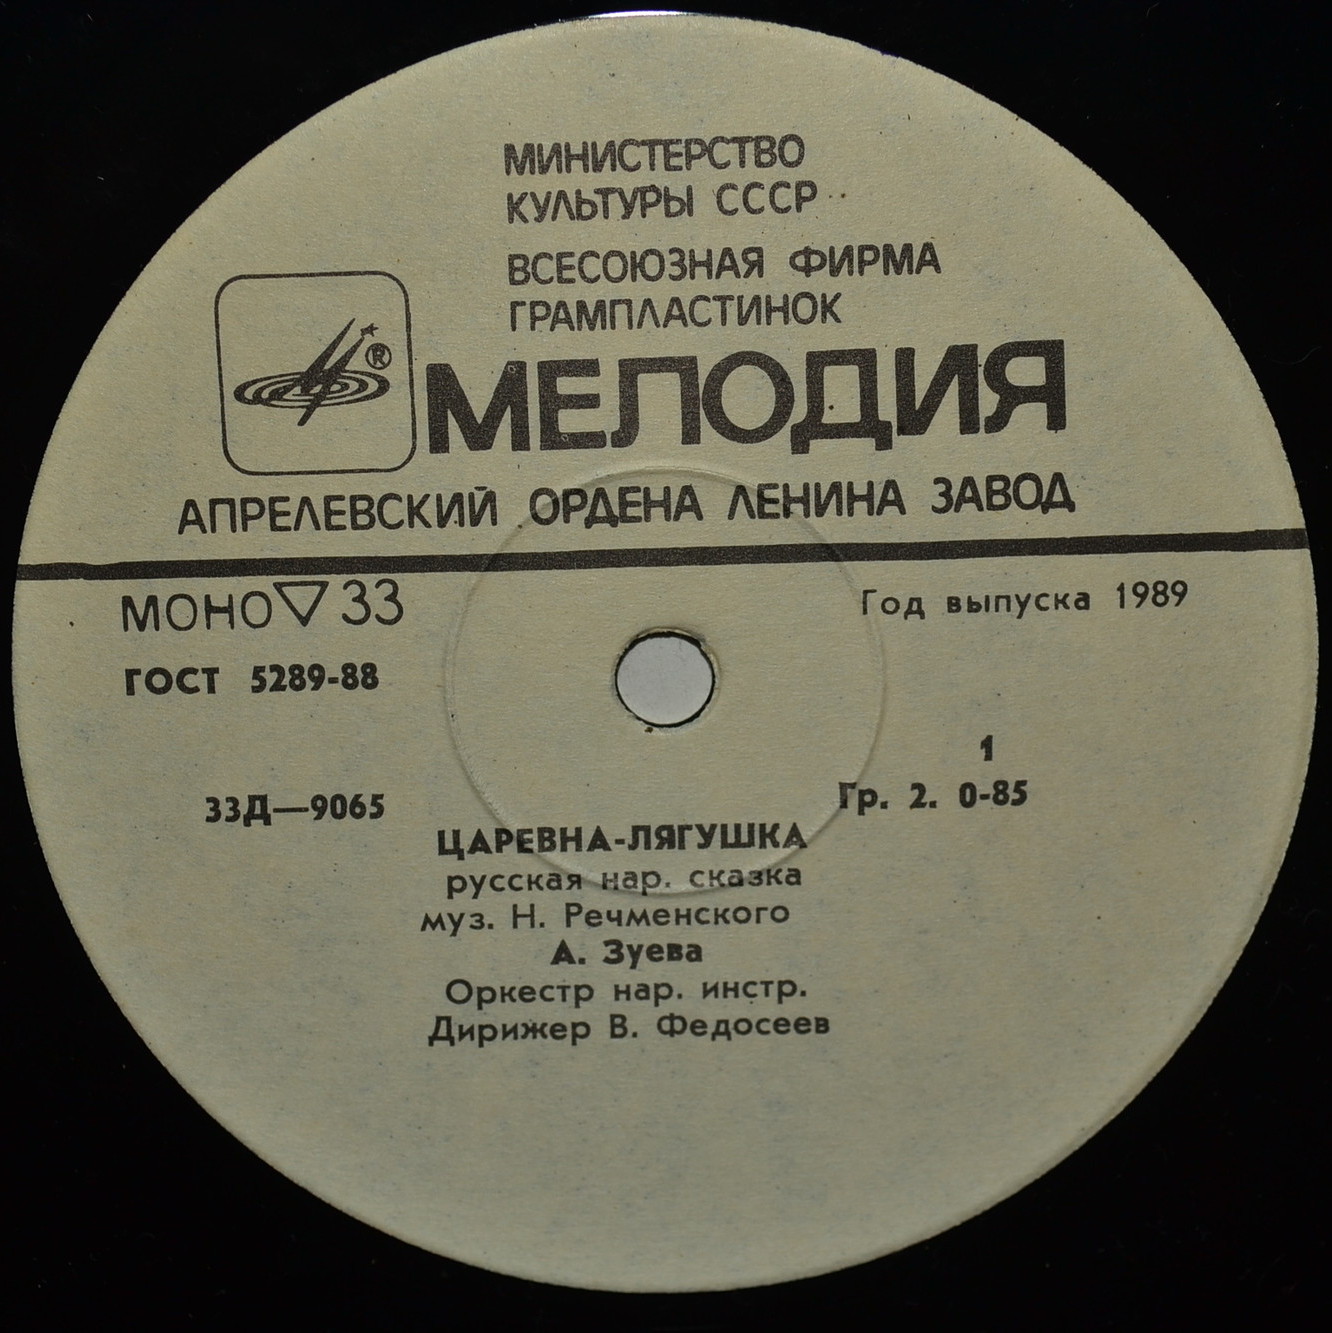 МИНИСТЕРСТВО
КУЛЬТУРЫ СССР
ВСЕСОЮЗНАЯ ФИРМА
ГРАМПЛАСТИНОК
®
МЕЛОДИЯ
АПРЕЛЕВСКИЙ ОРДЕНА ЛЕНИНА ЗАВОД
МОНО ▽ 33
Год выпуска 1989
ГОСТ 5289-88
1
33Д—9065
Гр. 2. 0-85
ЦАРЕВНА-ЛЯГУШКА
русская нар. сказка
муз. Н. Речменского
А. Зуева
Оркестр нар. инстр.
Дирижер В. Федосеев